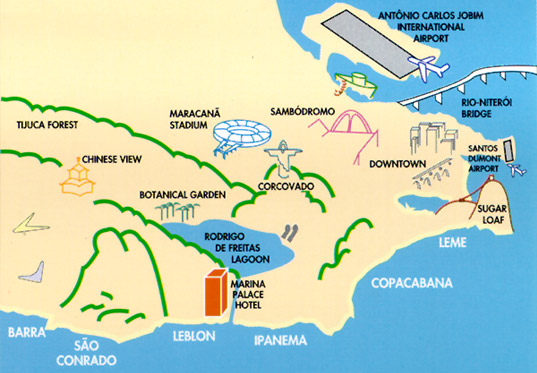 ANTÔNIO CARLOS JOBIM
INTERNATIONAL
AIRPORT
RIO-NITERÓI
BRIDGE
MARACANÃ
STADIUM
SAMBÓDROMO
TIJUCA FOREST
CHINESE VIEW
DOWNTOWN
SANTOS
DUMONT
AIRPORT
CORCOVADO
BOTANICAL GARDEN
SUGAR
LOAF
RODRIGO
DE FREITAS
LAGOON
LEME
MARINA
PALACE
HOTEL
COPACABANA
BARRA
SÃO
CONRADO
LEBLON
IPANEMA